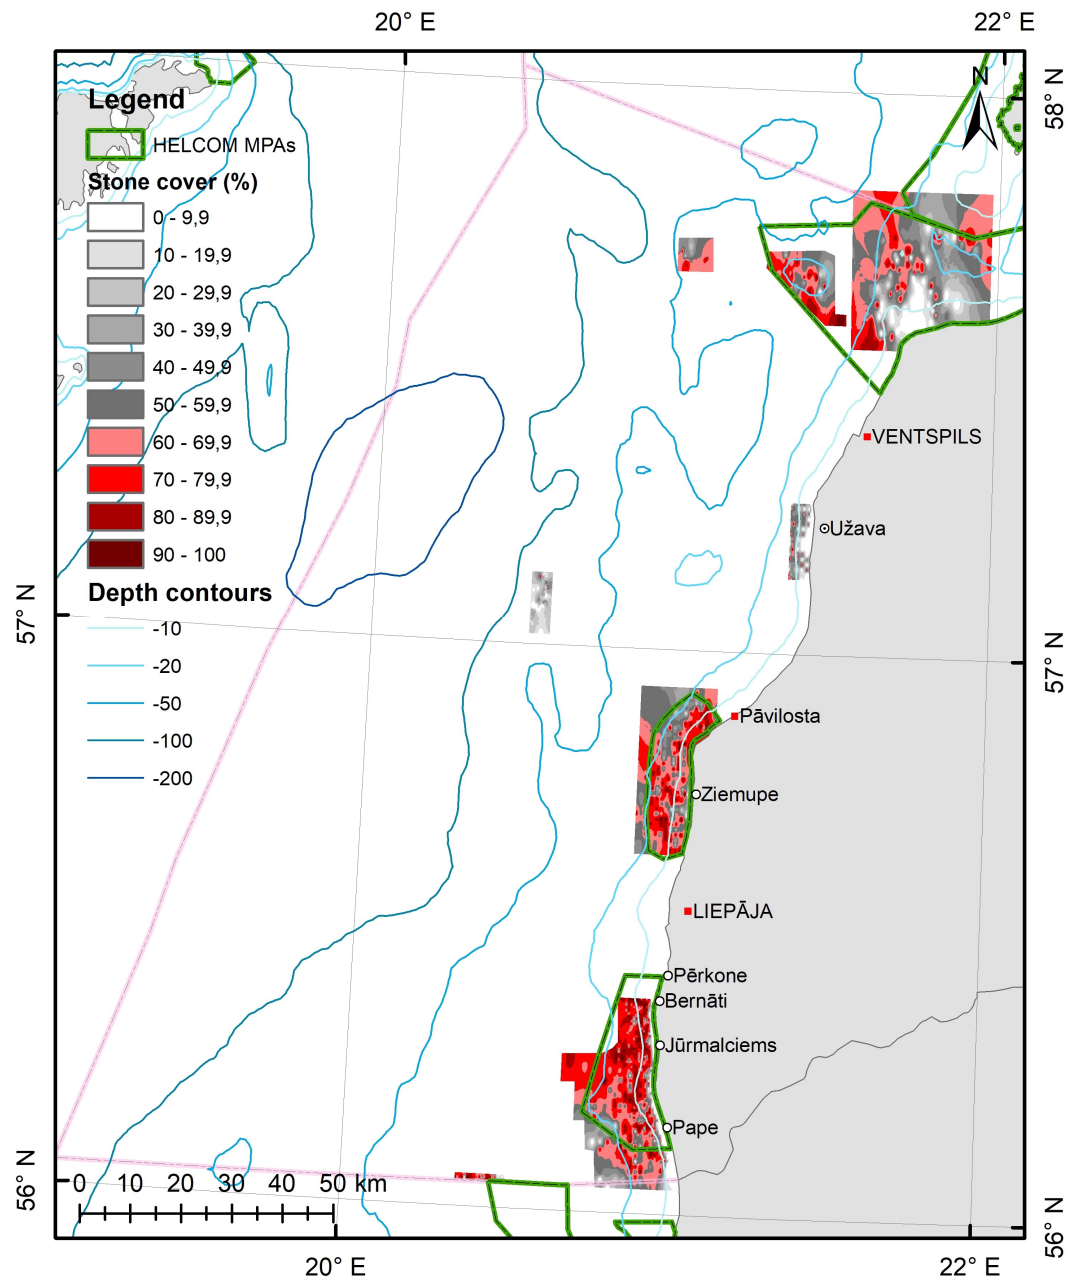 20° E
22° E
N
58° N
Legend
HELCOM MPAs
Stone cover (%)
0 - 9,9
10 - 19,9
20 - 29,9
30 - 39,9
40 - 49,9
50 - 59,9
60 - 69,9
70 - 79,9
80 - 89,9
90 - 100
Depth contours
-10
-20
-50
-100
-200
VENTSPILS
Užava
57° N
57° N
Pāvilosta
Ziemupe
LIEPĀJA
Pērkone
Bernāti
Jūrmalciems
Pape
56° N
56° N
0 10 20 30 40 50 km
20° E
22° E